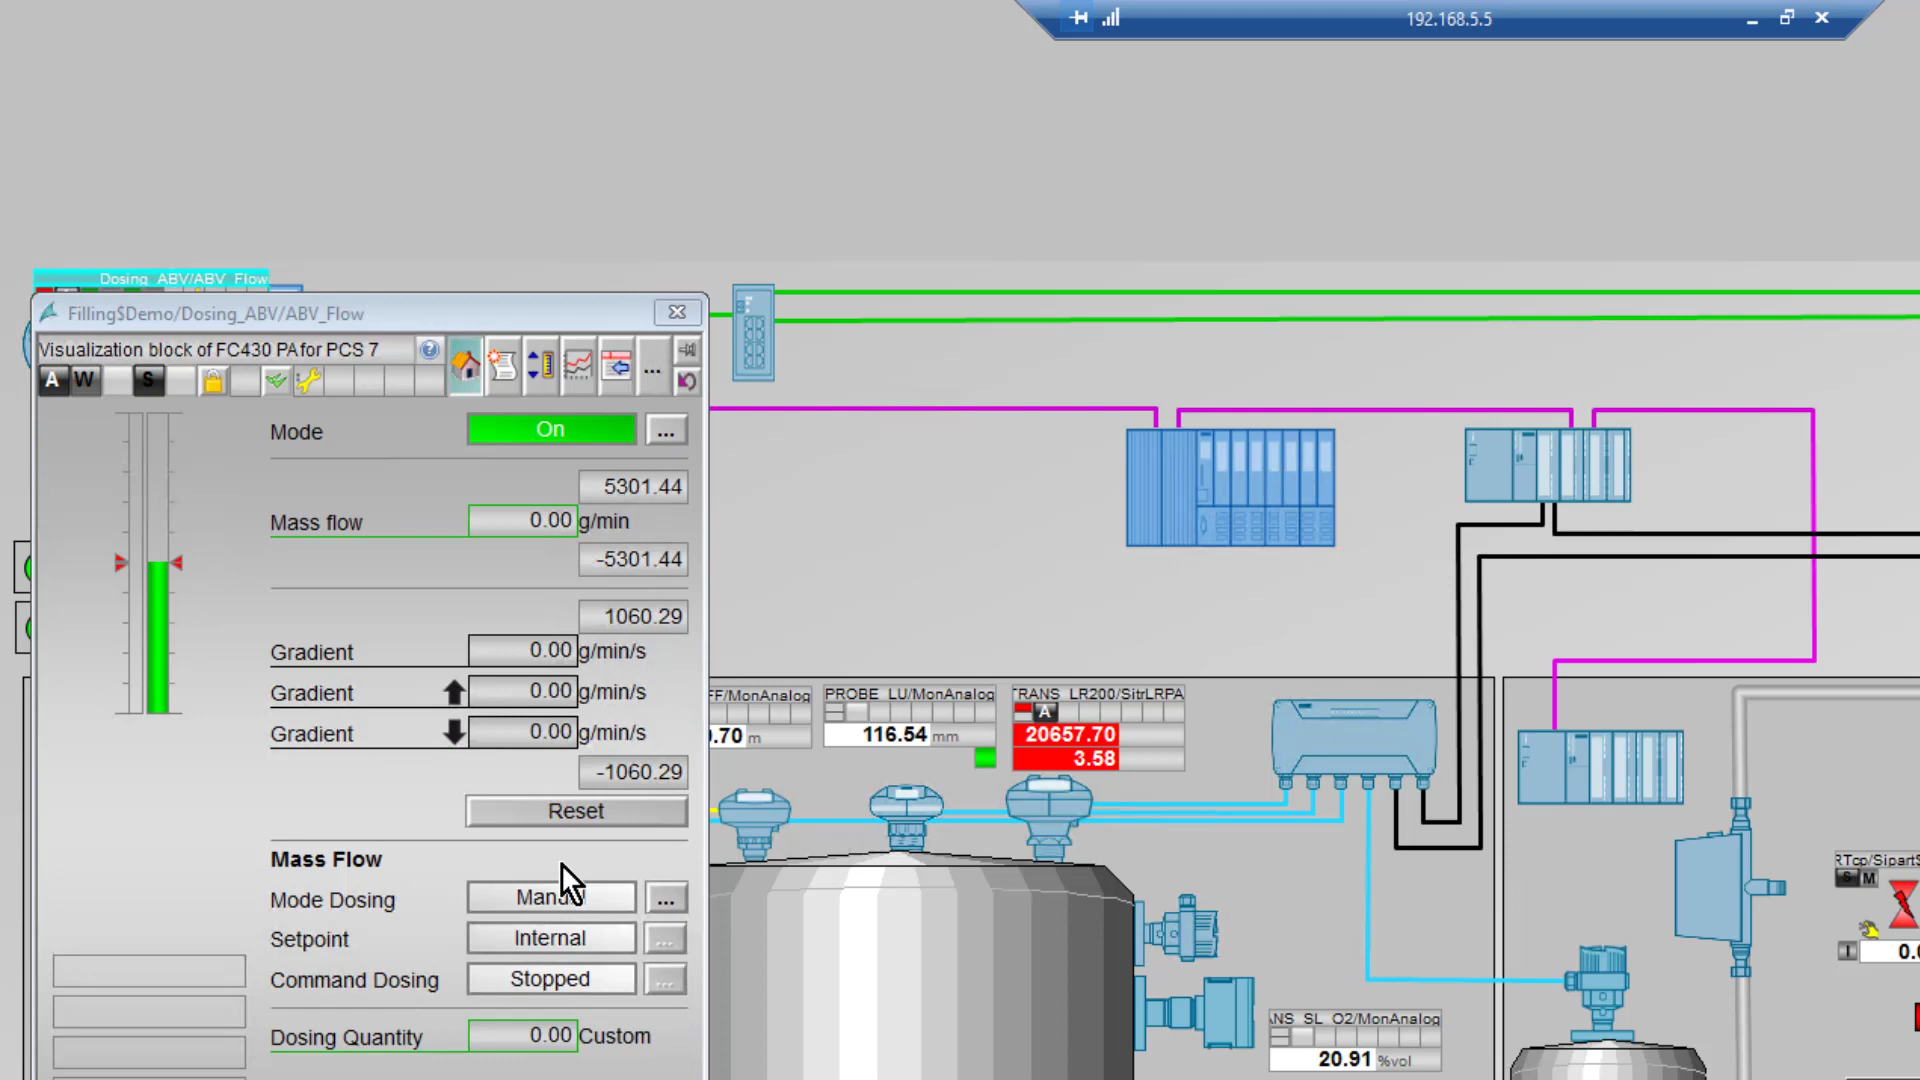 192.168.5.5
Dosing_ABV/ABV_Flow
Filling$Demo/Dosing_ABV/ABV_Flow
Visualization block of FC430 PA for PCS 7
A W S
...
Mode On ...
5301.44
Mass flow 0.00 g/min
-5301.44
1060.29
Gradient 0.00 g/min/s
Gradient 0.00 g/min/s
Gradient 0.00 g/min/s
-1060.29
Reset
Mass Flow
Mode Dosing ...
Setpoint Internal ...
Command Dosing Stopped ...
Dosing Quantity 0.00 Custom
FF/MonAnalog
.70 m
PROBE_LU/MonAnalog
116.54 mm
TRANS_LR200/SitrLRPA
A
20657.70
3.58
RTcp/Sipart
S M
I 0.
ANS_SL_O2/MonAnalog
20.91 %vol